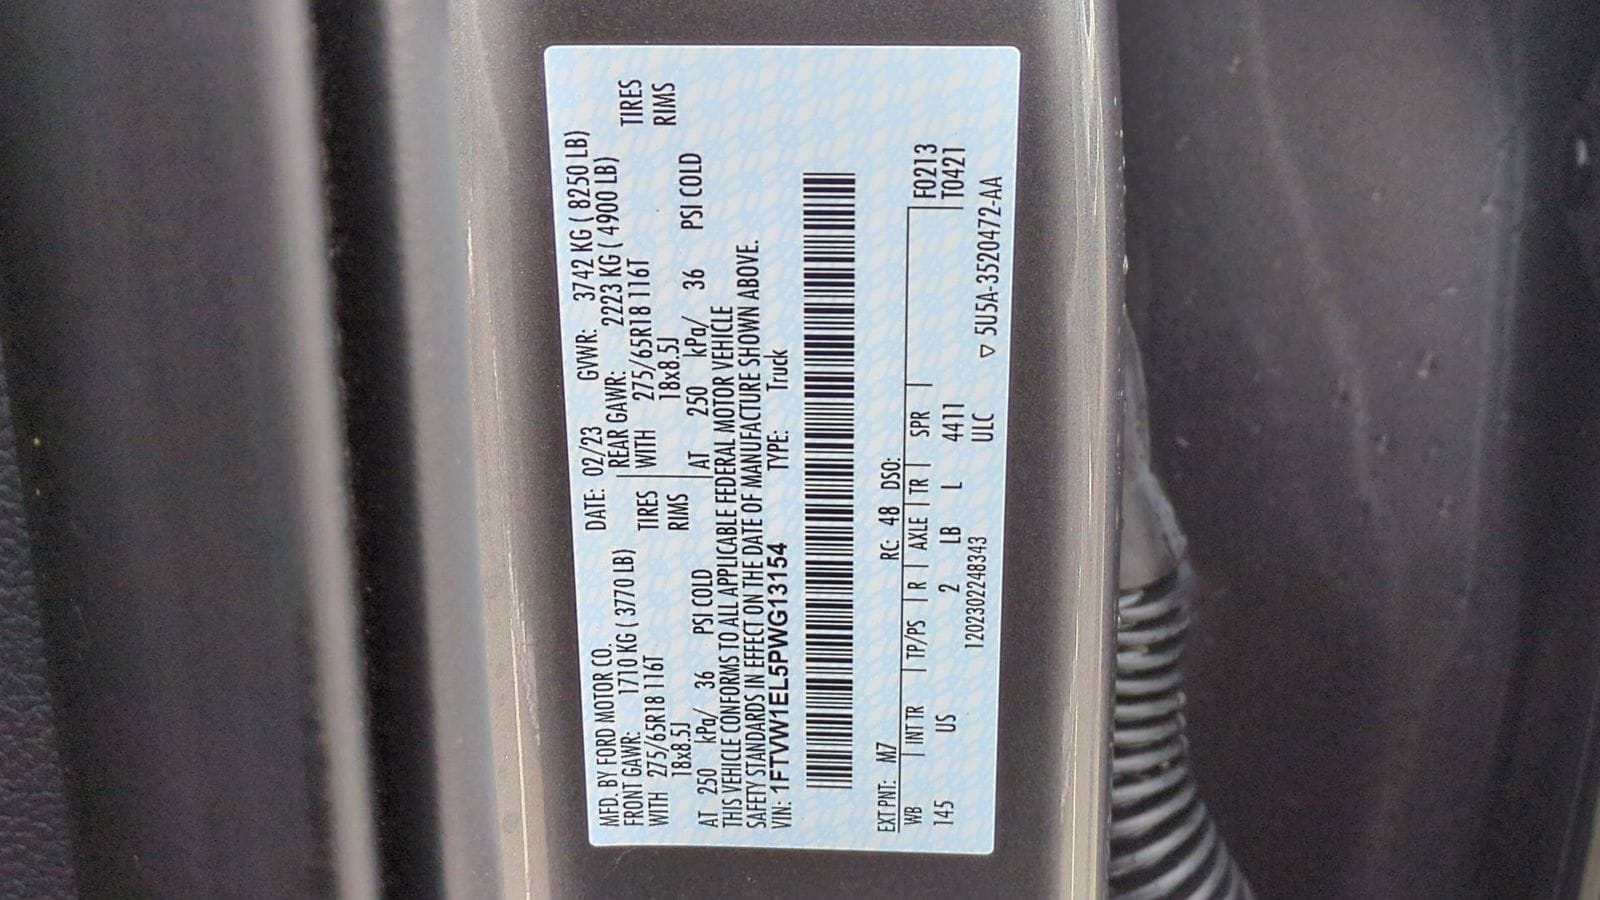 MFD. BY FORD MOTOR CO. DATE: 02/23 GVWR: 3742 KG ( 8250 LB)
FRONT GAWR: 1710 KG ( 3770 LB) REAR GAWR: 2223 KG ( 4900 LB)
WITH 275/65R18 116T TIRES WITH 275/65R18 116T TIRES
18x8.5J RIMS 18x8.5J RIMS
AT 250 kPa/ 36 PSI COLD AT 250 kPa/ 36 PSI COLD
THIS VEHICLE CONFORMS TO ALL APPLICABLE FEDERAL MOTOR VEHICLE
SAFETY STANDARDS IN EFFECT ON THE DATE OF MANUFACTURE SHOWN ABOVE.
VIN: 1FTVW1EL5PWG13154 TYPE: Truck
EXT PNT: M7 RC: 48 DSO: F0213
WB INT TR TP/PS R AXLE TR SPR T0421
145 US 2 LB L 4411
1202302248343 ULC
▽ 5U5A-3520472-AA